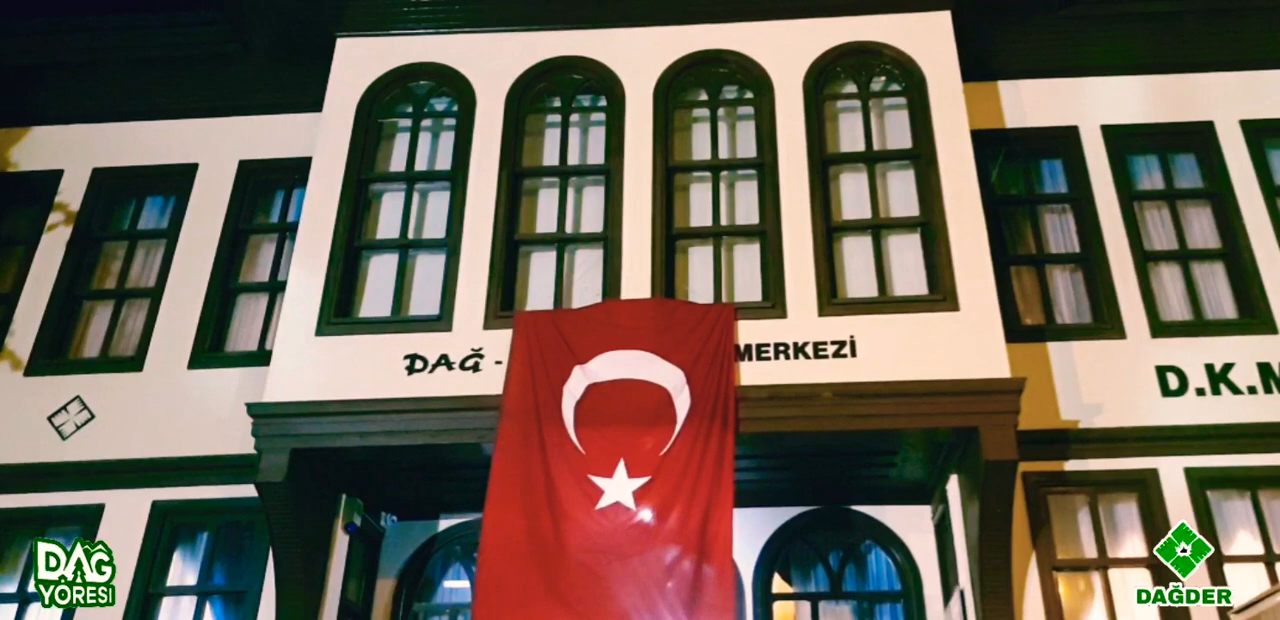 DAĞ - MERKEZİ
D.K.M
DAĞ
YÖRESİ
DAĞDER